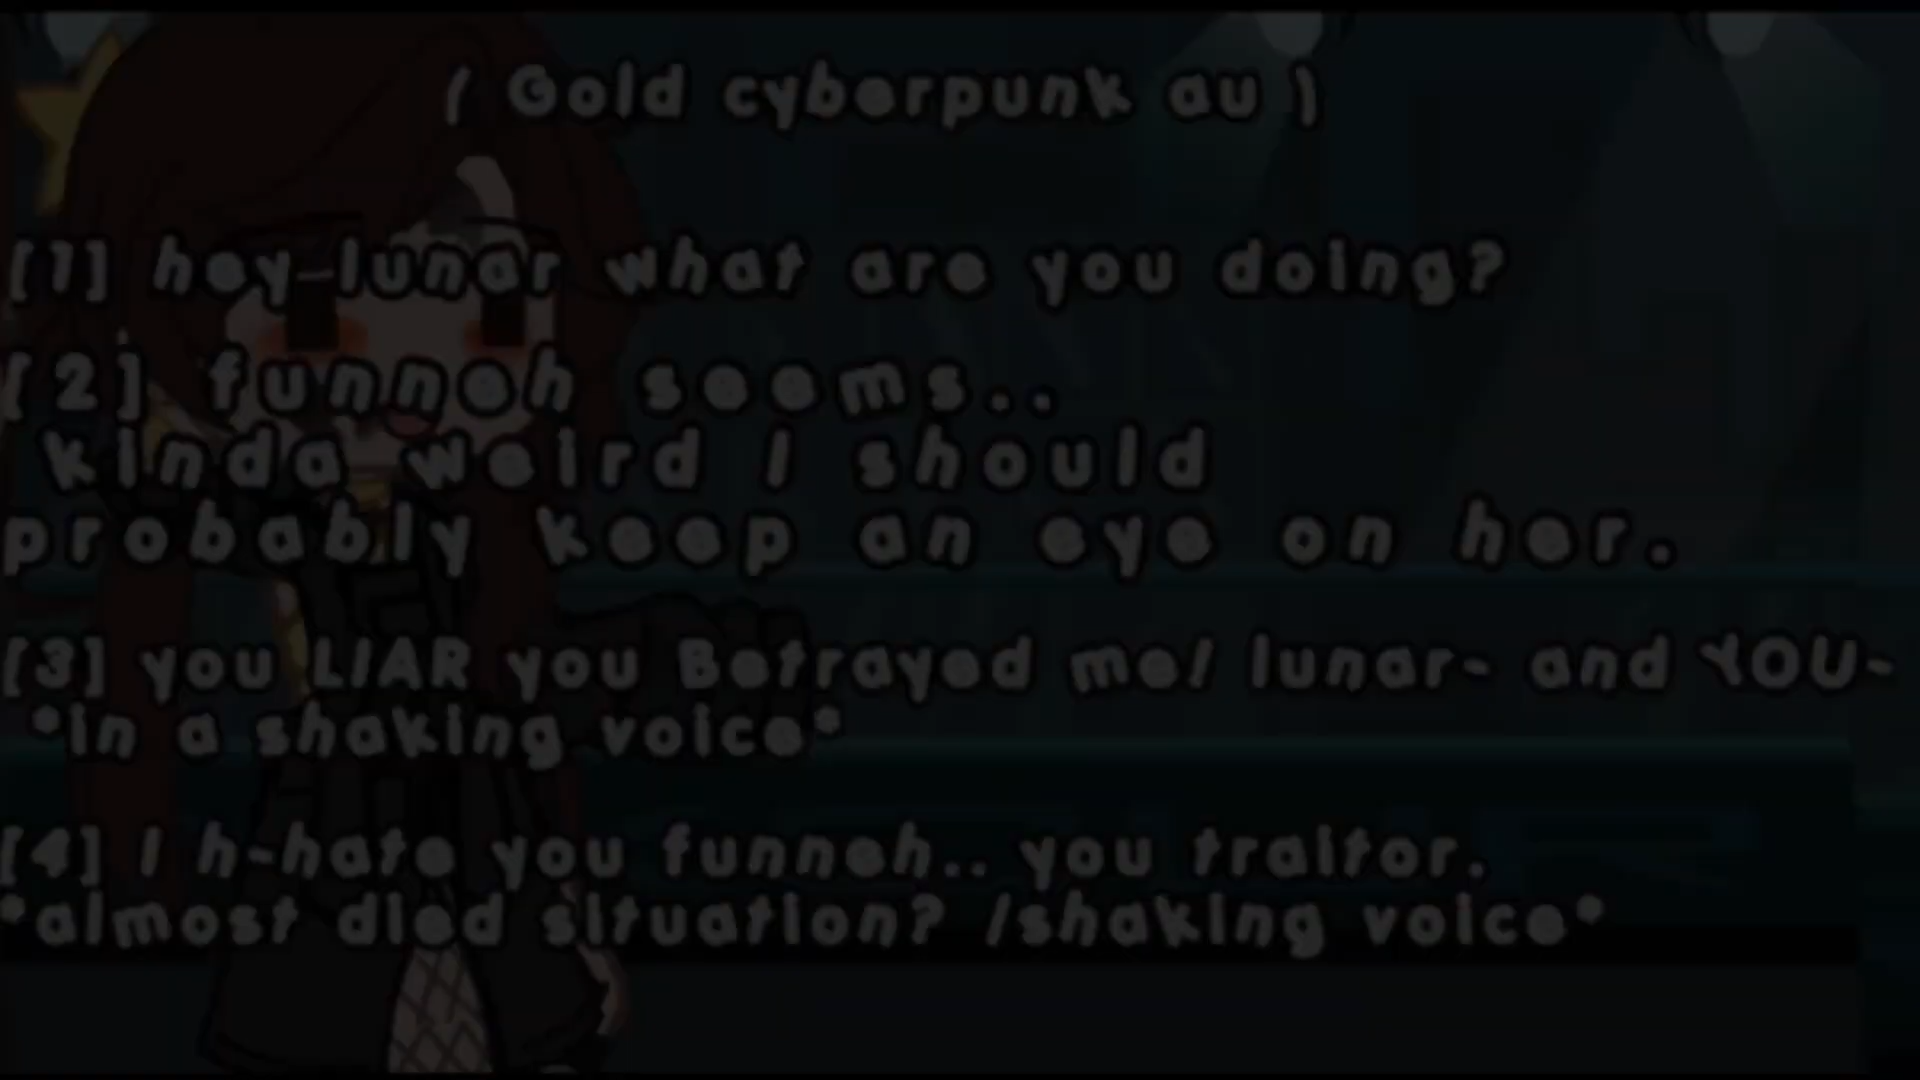 ( Gold cyberpunk au )
[1] hey-lunar what are you doing?
[2] funneh seems..
kinda weird I should
probably keep an eye on her.
[3] you LIAR you Betrayed me! lunar- and YOU-
*in a shaking voice*
[4] I h-hate you funneh.. you traitor.
*almost died situation? /shaking voice*